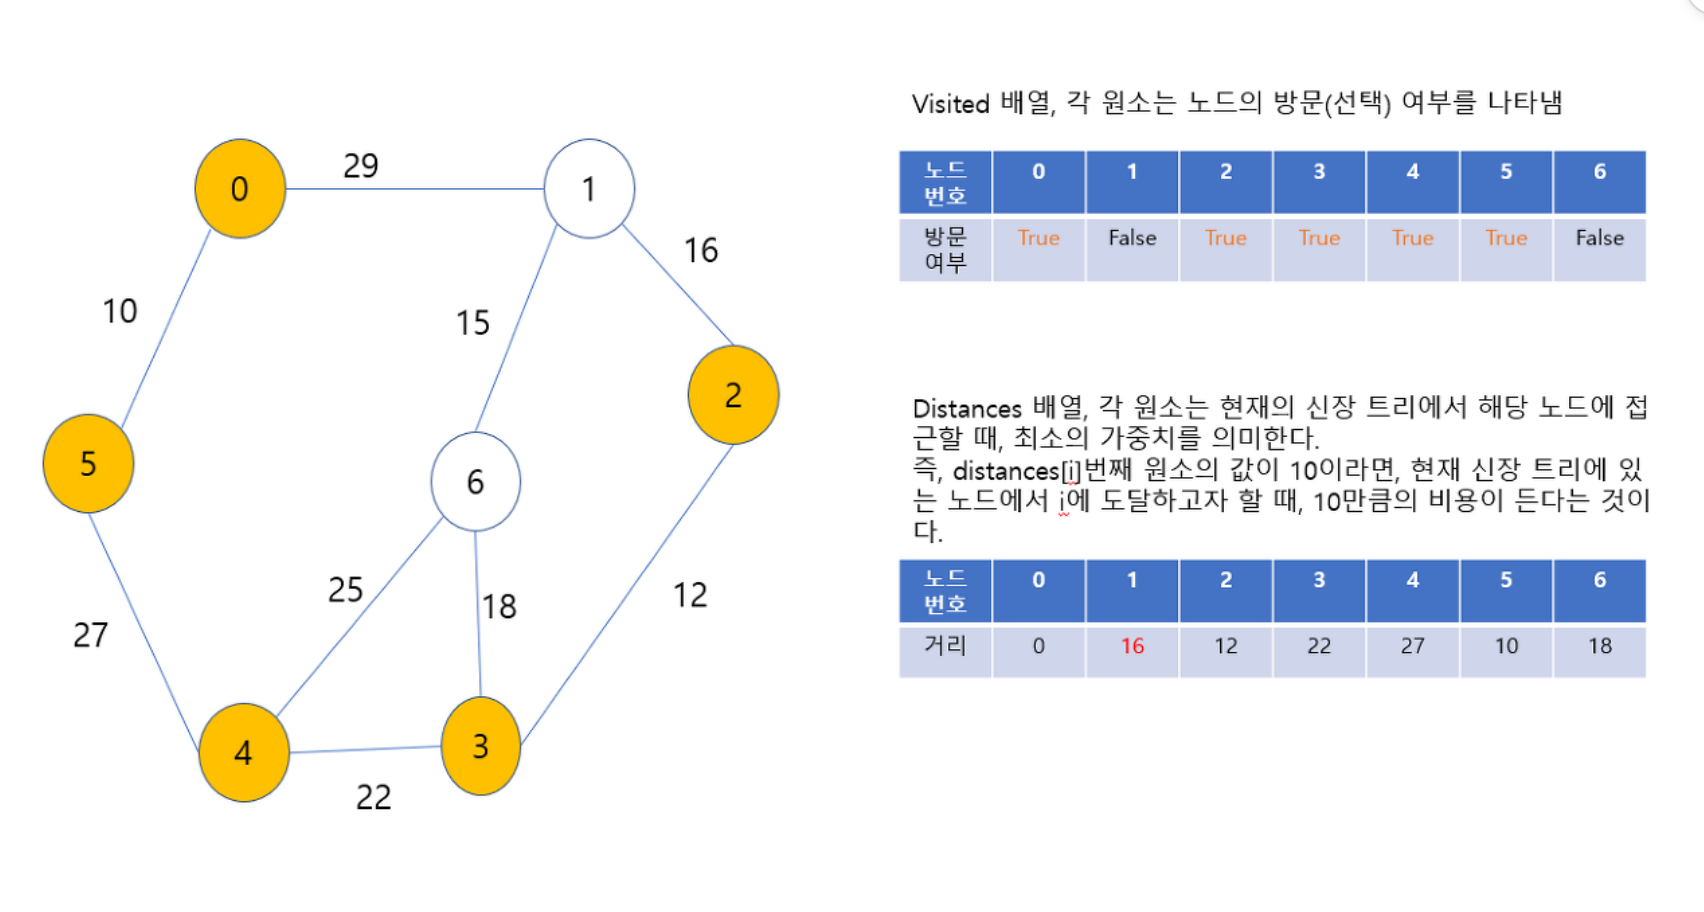 29
0
1
16
10
15
2
5
6
25
18
12
27
4
3
22
Visited 배열, 각 원소는 노드의 방문(선택) 여부를 나타냄
노드 번호 0 1 2 3 4 5 6
방문 여부 True False True True True True False
Distances 배열, 각 원소는 현재의 신장 트리에서 해당 노드에 접
근할 때, 최소의 가중치를 의미한다.
즉, distances[i]번째 원소의 값이 10이라면, 현재 신장 트리에 있
는 노드에서 i에 도달하고자 할 때, 10만큼의 비용이 든다는 것이
다.
노드 번호 0 1 2 3 4 5 6
거리 0 16 12 22 27 10 18